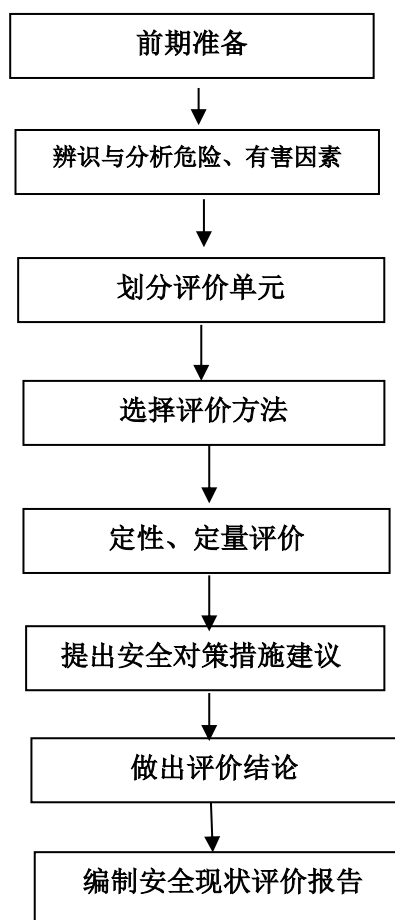 前期准备
辨识与分析危险、有害因素
划分评价单元
选择评价方法
定性、定量评价
提出安全对策措施建议
做出评价结论
编制安全现状评价报告